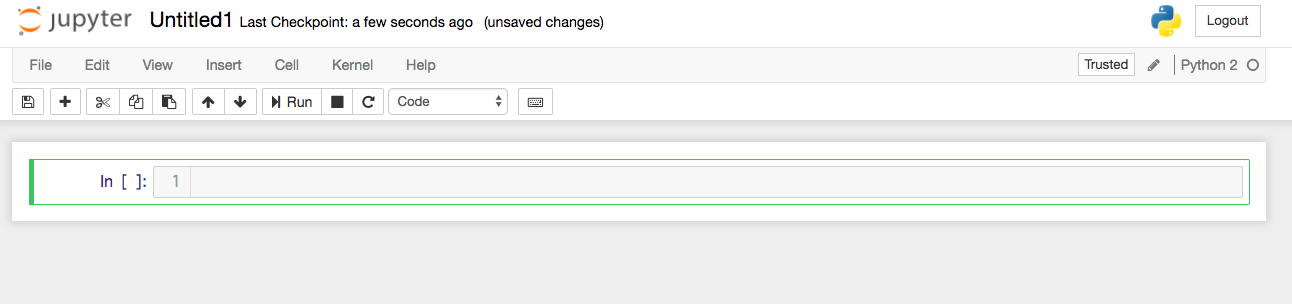 jupyter Untitled1 Last Checkpoint: a few seconds ago (unsaved changes) Logout
File Edit View Insert Cell Kernel Help Trusted Python 2
Run Code
In [ ]: 1